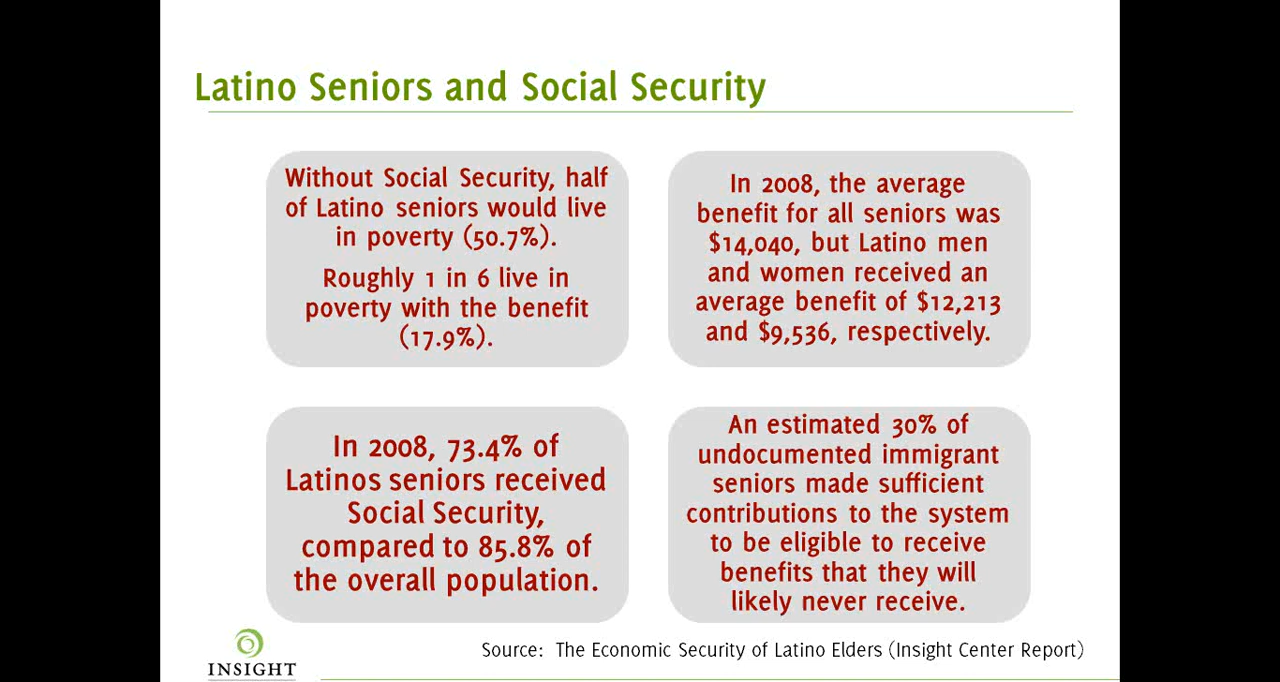 Latino Seniors and Social Security
Without Social Security, half
of Latino seniors would live
in poverty (50.7%).
Roughly 1 in 6 live in
poverty with the benefit
(17.9%).
In 2008, the average
benefit for all seniors was
$14,040, but Latino men
and women received an
average benefit of $12,213
and $9,536, respectively.
In 2008, 73.4% of
Latinos seniors received
Social Security,
compared to 85.8% of
the overall population.
An estimated 30% of
undocumented immigrant
seniors made sufficient
contributions to the system
to be eligible to receive
benefits that they will
likely never receive.
Source: The Economic Security of Latino Elders (Insight Center Report)
INSIGHT